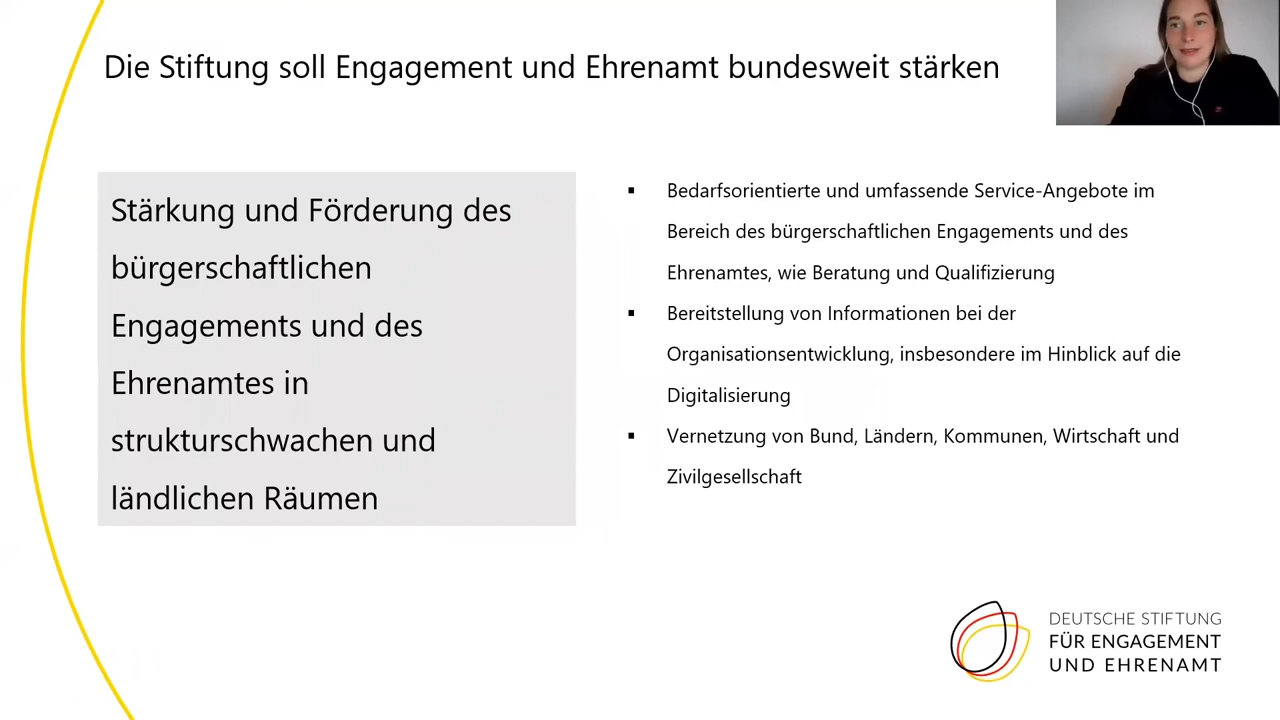 Die Stiftung soll Engagement und Ehrenamt bundesweit stärken
Stärkung und Förderung des
bürgerschaftlichen
Engagements und des
Ehrenamtes in
strukturschwachen und
ländlichen Räumen
▪ Bedarfsorientierte und umfassende Service-Angebote im
Bereich des bürgerschaftlichen Engagements und des
Ehrenamtes, wie Beratung und Qualifizierung
▪ Bereitstellung von Informationen bei der
Organisationsentwicklung, insbesondere im Hinblick auf die
Digitalisierung
▪ Vernetzung von Bund, Ländern, Kommunen, Wirtschaft und
Zivilgesellschaft
DEUTSCHE STIFTUNG
FÜR ENGAGEMENT
UND EHRENAMT